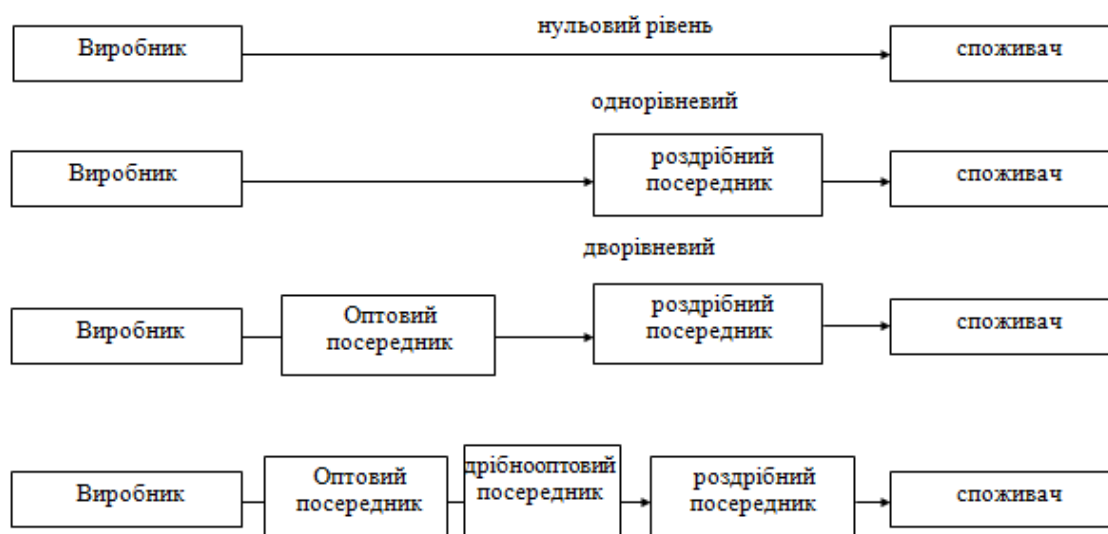 нульовий рівень
Виробник
споживач
однорівневий
Виробник
роздрібний
посередник
споживач
дворівневий
Виробник
Оптовий
посередник
роздрібний
посередник
споживач
Виробник
Оптовий
посередник
дрібнооптовий
посередник
роздрібний
посередник
споживач